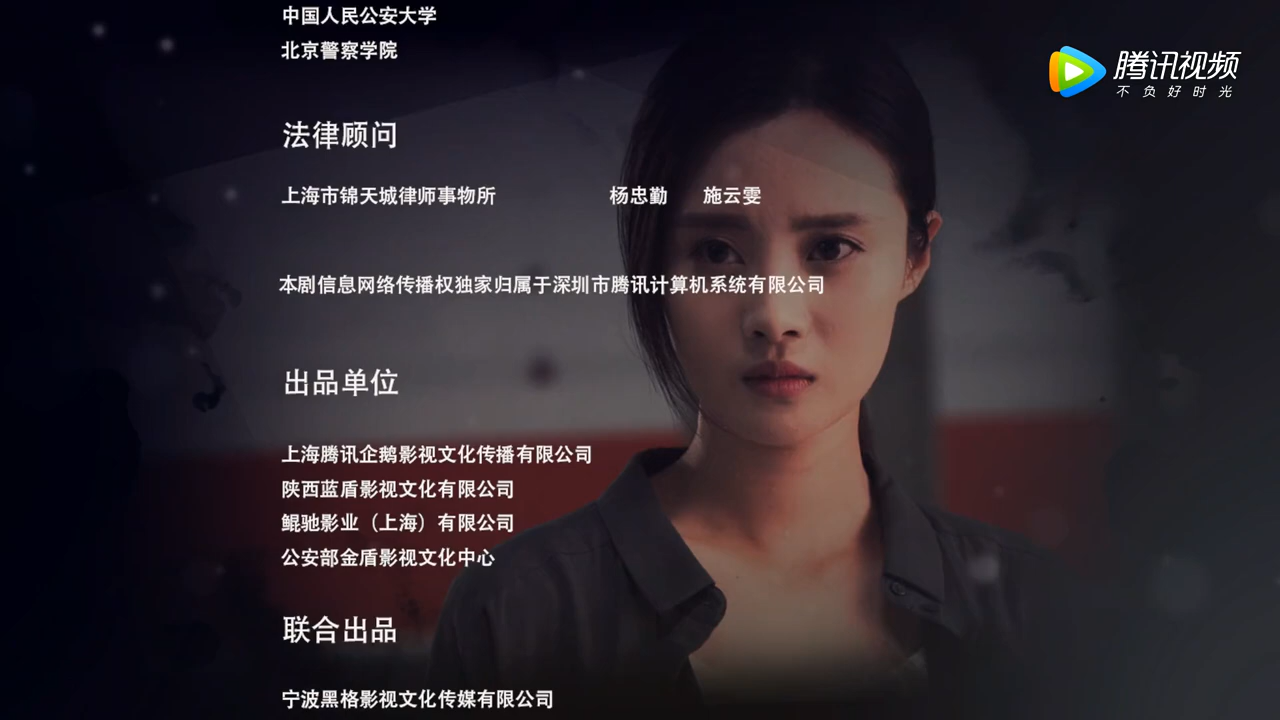 中国人民公安大学
北京警察学院
腾讯视频
不负好时光
法律顾问
上海市锦天城律师事物所 杨忠勤 施云雯
本剧信息网络传播权独家归属于深圳市腾讯计算机系统有限公司
出品单位
上海腾讯企鹅影视文化传播有限公司
陕西蓝盾影视文化有限公司
鲲驰影业（上海）有限公司
公安部金盾影视文化中心
联合出品
宁波黑格影视文化传媒有限公司